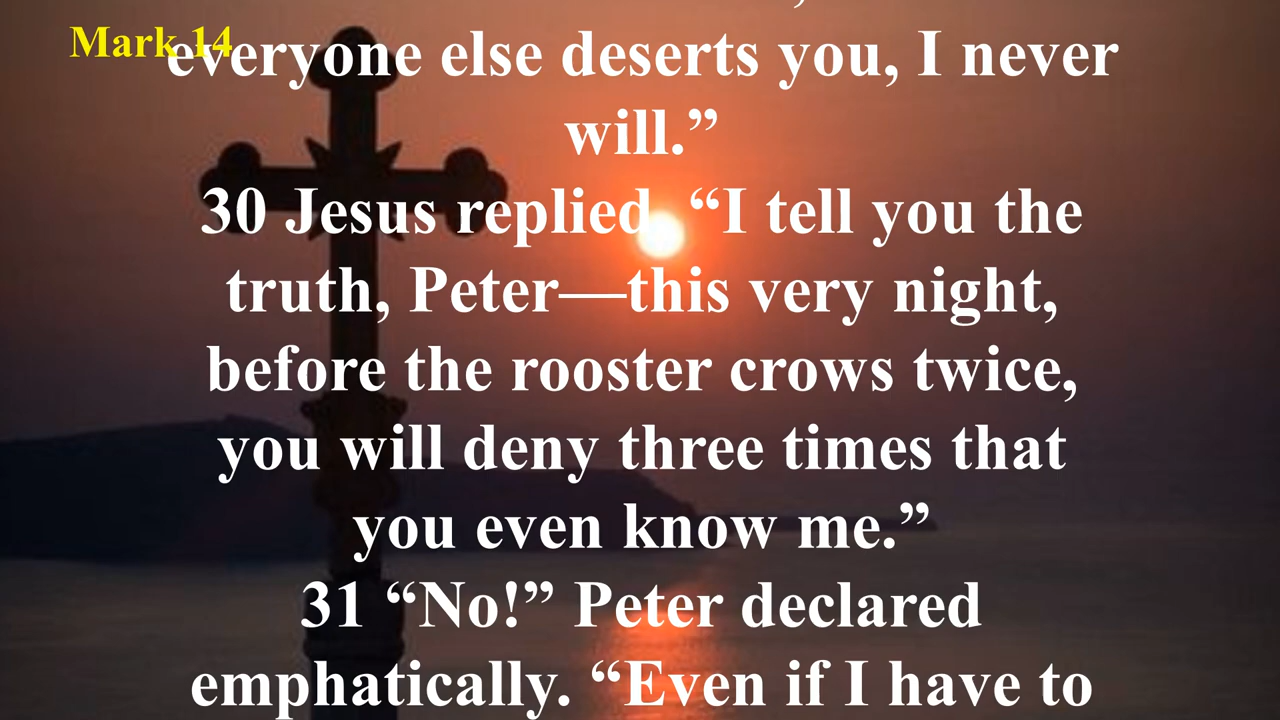 Mark 14
everyone else deserts you, I never
will.”
30 Jesus replied, “I tell you the
truth, Peter—this very night,
before the rooster crows twice,
you will deny three times that
you even know me.”
31 “No!” Peter declared
emphatically. “Even if I have to